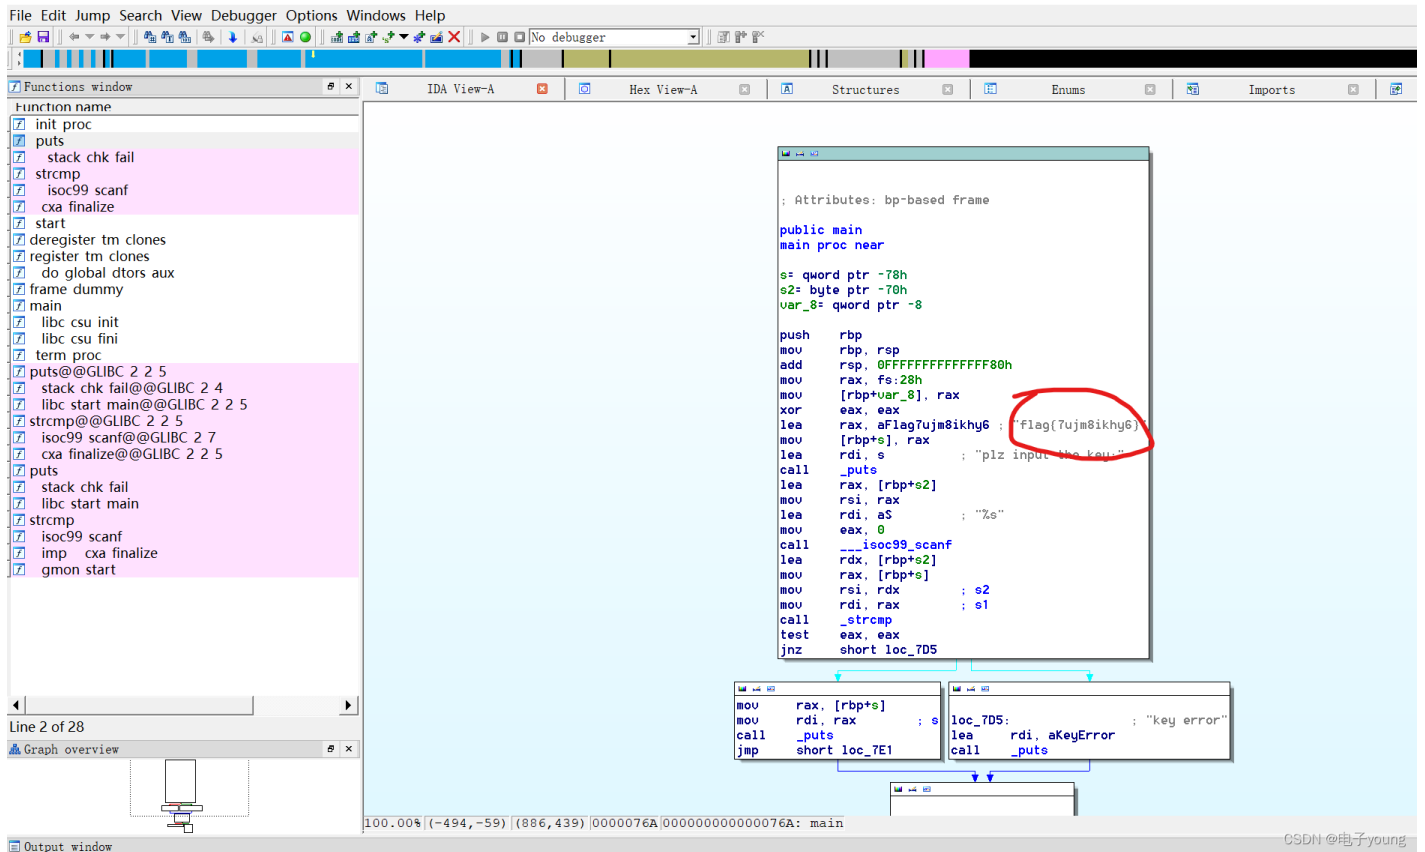 File Edit Jump Search View Debugger Options Windows Help
No debugger
Functions window
IDA View-A
Hex View-A
Structures
Enums
Imports
Function name
f init proc
f puts
f stack chk fail
f strcmp
f isoc99 scanf
f cxa finalize
f start
f deregister tm clones
f register tm clones
f do global dtors aux
f frame dummy
f main
f libc csu init
f libc csu fini
f term proc
f puts@@GLIBC 2 2 5
f stack chk fail@@GLIBC 2 4
f libc start main@@GLIBC 2 2 5
f strcmp@@GLIBC 2 2 5
f isoc99 scanf@@GLIBC 2 7
f cxa finalize@@GLIBC 2 2 5
f puts
f stack chk fail
f libc start main
f strcmp
f isoc99 scanf
f imp cxa finalize
f gmon start
Line 2 of 28
Graph overview
; Attributes: bp-based frame
public main
main proc near
s= qword ptr -78h
s2= byte ptr -70h
var_8= qword ptr -8
push rbp
mov rbp, rsp
add rsp, 0FFFFFFFFFFFFFF80h
mov rax, fs:28h
mov [rbp+var_8], rax
xor eax, eax
lea rax, aFlag7ujm8ikhy6 ; "flag{7ujm8ikhy6}"
mov [rbp+s], rax
lea rdi, s ; "plz input the key:"
call _puts
lea rax, [rbp+s2]
mov rsi, rax
lea rdi, aS ; "%s"
mov eax, 0
call ___isoc99_scanf
lea rdx, [rbp+s2]
mov rax, [rbp+s]
mov rsi, rdx ; s2
mov rdi, rax ; s1
call _strcmp
test eax, eax
jnz short loc_7D5
mov rax, [rbp+s]
mov rdi, rax ; s
call _puts
jmp short loc_7E1
loc_7D5: ; "key error"
lea rdi, aKeyError
call _puts
100.00% (-494,-59) (886,439) 0000076A 000000000000076A: main
Output window
CSDN @电子young